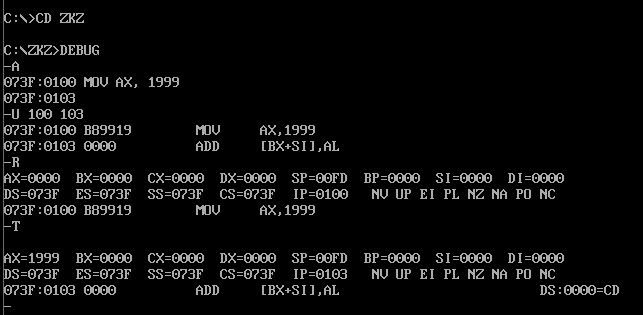 C:\>CD ZKZ
C:\ZKZ>DEBUG
-A
073F:0100 MOV AX, 1999
073F:0103
-U 100 103
073F:0100 B89919 MOV AX,1999
073F:0103 0000 ADD [BX+SI],AL
-R
AX=0000 BX=0000 CX=0000 DX=0000 SP=00FD BP=0000 SI=0000 DI=0000
DS=073F ES=073F SS=073F CS=073F IP=0100 NV UP EI PL NZ NA PO NC
073F:0100 B89919 MOV AX,1999
-T
AX=1999 BX=0000 CX=0000 DX=0000 SP=00FD BP=0000 SI=0000 DI=0000
DS=073F ES=073F SS=073F CS=073F IP=0103 NV UP EI PL NZ NA PO NC
073F:0103 0000 ADD [BX+SI],AL DS:0000=CD
-